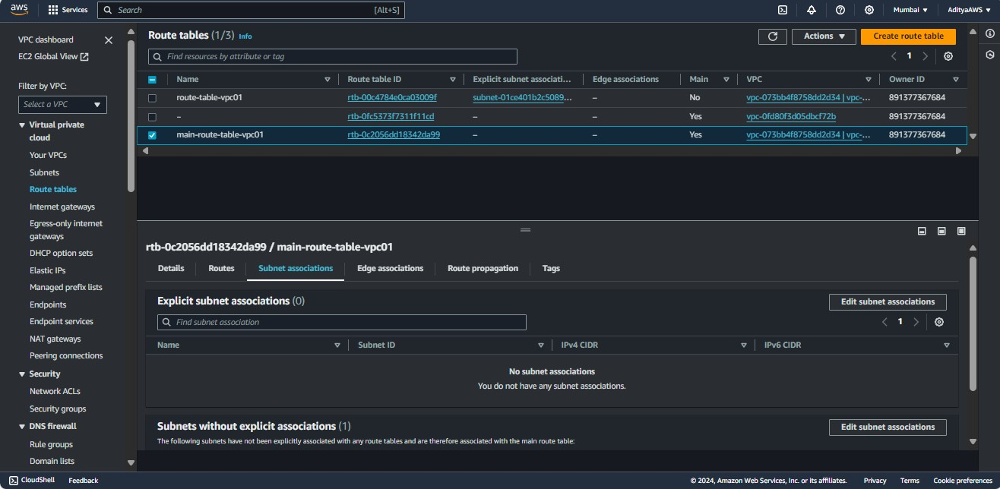 aws Services Search [Alt+S] Mumbai ▼ AdityaAWS ▼
VPC dashboard
EC2 Global View
Filter by VPC:
Select a VPC
Virtual private
cloud
Your VPCs
Subnets
Route tables
Internet gateways
Egress-only internet
gateways
DHCP option sets
Elastic IPs
Managed prefix lists
Endpoints
Endpoint services
NAT gateways
Peering connections
Security
Network ACLs
Security groups
DNS firewall
Rule groups
Domain lists
Route tables (1/3) Info
Actions ▼ Create route table
Find resources by attribute or tag
1
Name Route table ID Explicit subnet associati... Edge associations Main VPC Owner ID
route-table-vpc01 rtb-00c4784e0ca03009f subnet-01ce401b2c5089... – No vpc-073bb4f8758dd2d34 | vpc-... 891377367684
– rtb-0fc5373f7311f11cd – – Yes vpc-0fd80f3d05dbcf72b 891377367684
main-route-table-vpc01 rtb-0c2056dd18342da99 – – Yes vpc-073bb4f8758dd2d34 | vpc-... 891377367684
rtb-0c2056dd18342da99 / main-route-table-vpc01
Details Routes Subnet associations Edge associations Route propagation Tags
Explicit subnet associations (0)
Edit subnet associations
Find subnet association
1
Name Subnet ID IPv4 CIDR IPv6 CIDR
No subnet associations
You do not have any subnet associations.
Subnets without explicit associations (1)
Edit subnet associations
The following subnets have not been explicitly associated with any route tables and are therefore associated with the main route table:
CloudShell Feedback © 2024, Amazon Web Services, Inc. or its affiliates. Privacy Terms Cookie preferences